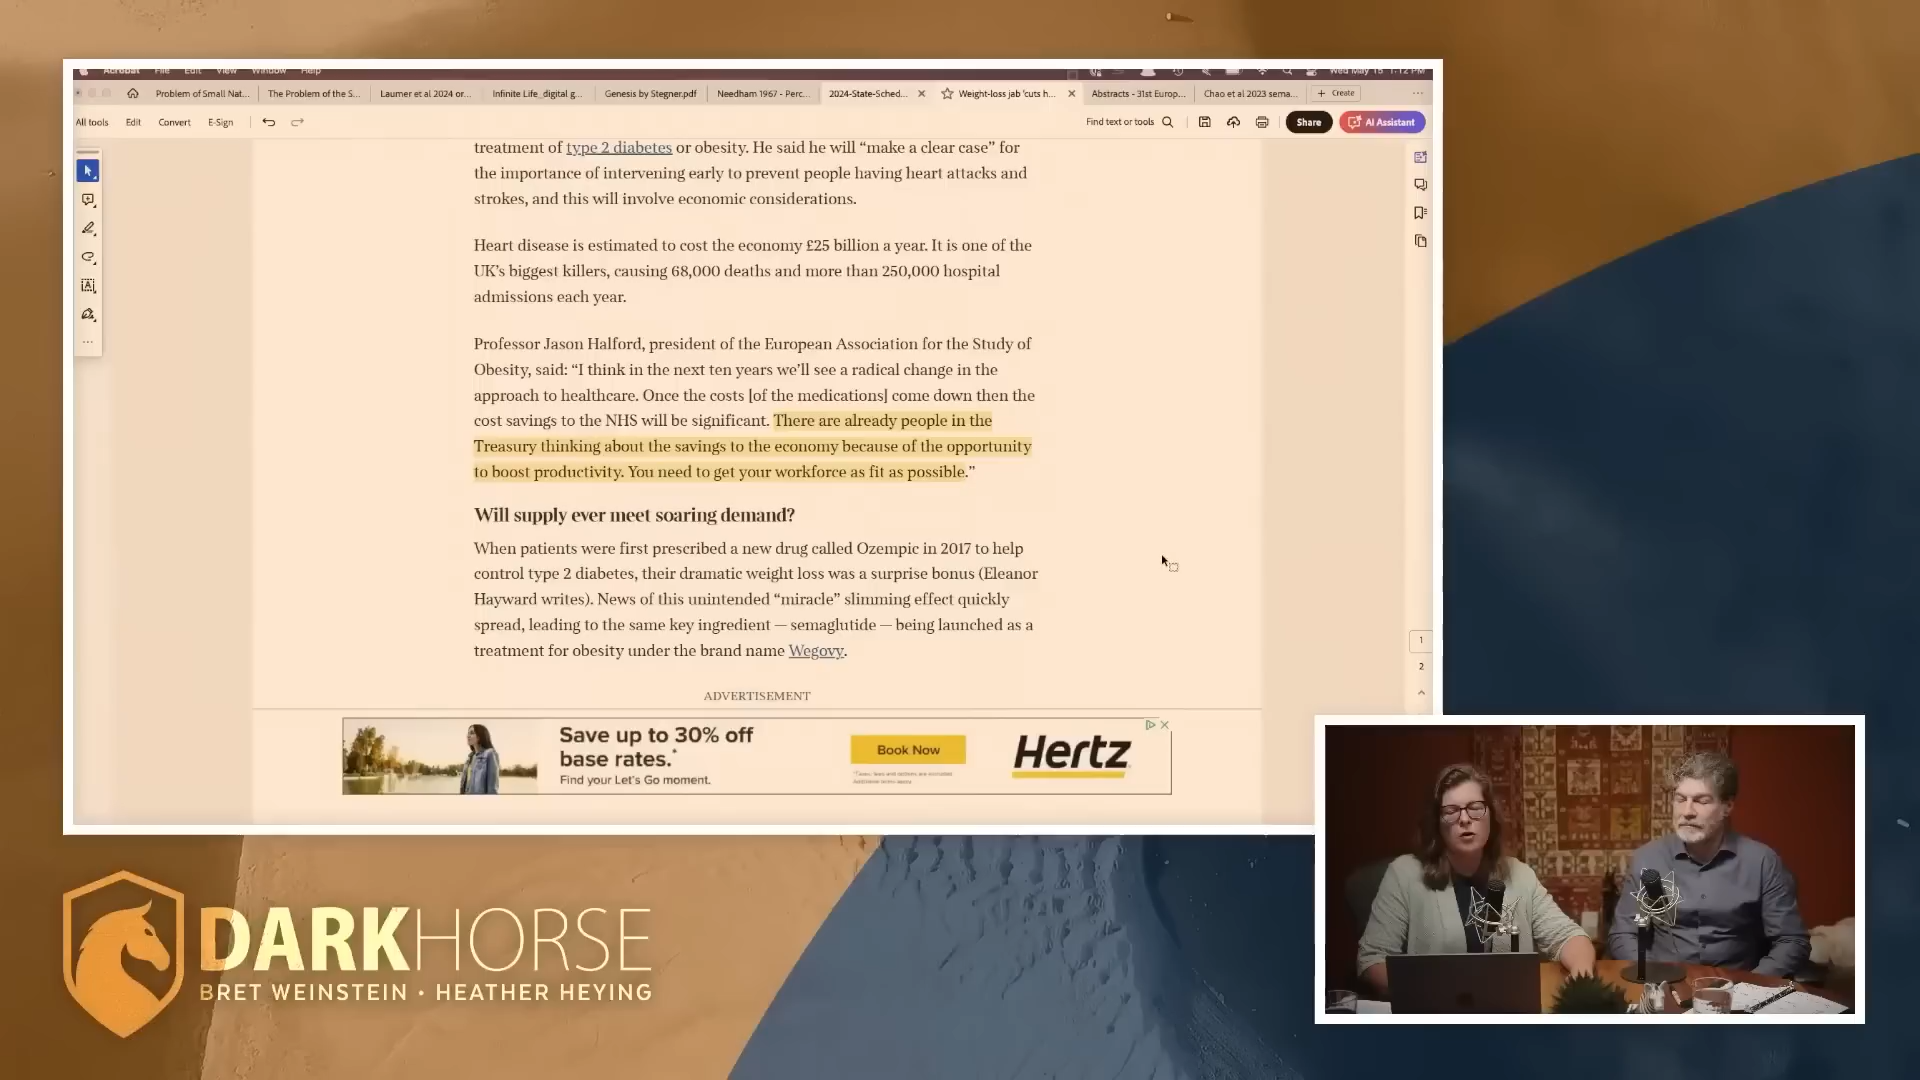 Acrobat File Edit View Window Help Wed May 15 1:12 PM
Problem of Small Nat... The Problem of the S... Laumer et al 2024 or... Infinite Life_digital g... Genesis by Stegner.pdf Needham 1967 - Perc... 2024-State-Sched... Weight-loss jab 'cuts h... Abstracts - 31st Europ... Chao et al 2023 sema... + Create
All tools Edit Convert E-Sign Find text or tools Share AI Assistant
treatment of type 2 diabetes or obesity. He said he will “make a clear case” for
the importance of intervening early to prevent people having heart attacks and
strokes, and this will involve economic considerations.
Heart disease is estimated to cost the economy £25 billion a year. It is one of the
UK’s biggest killers, causing 68,000 deaths and more than 250,000 hospital
admissions each year.
Professor Jason Halford, president of the European Association for the Study of
Obesity, said: “I think in the next ten years we’ll see a radical change in the
approach to healthcare. Once the costs [of the medications] come down then the
cost savings to the NHS will be significant. There are already people in the
Treasury thinking about the savings to the economy because of the opportunity
to boost productivity. You need to get your workforce as fit as possible.”
Will supply ever meet soaring demand?
When patients were first prescribed a new drug called Ozempic in 2017 to help
control type 2 diabetes, their dramatic weight loss was a surprise bonus (Eleanor
Hayward writes). News of this unintended “miracle” slimming effect quickly
spread, leading to the same key ingredient — semaglutide — being launched as a
treatment for obesity under the brand name Wegovy.
1
2
ADVERTISEMENT
Save up to 30% off
base rates.*
Find your Let's Go moment.
Book Now
Hertz
DARKHORSE
BRET WEINSTEIN • HEATHER HEYING